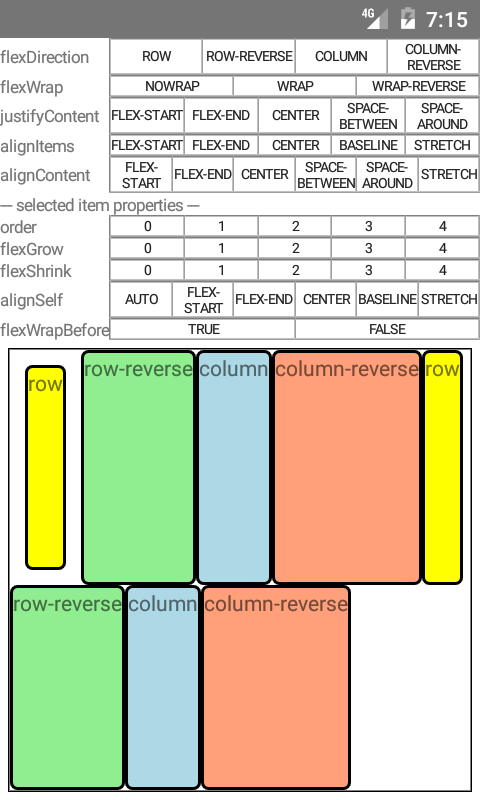 4G 7:15
flexDirection ROW ROW-REVERSE COLUMN COLUMN-
REVERSE
flexWrap NOWRAP WRAP WRAP-REVERSE
justifyContent FLEX-START FLEX-END CENTER SPACE-
BETWEEN SPACE-
AROUND
alignItems FLEX-START FLEX-END CENTER BASELINE STRETCH
alignContent FLEX-
START FLEX-END CENTER SPACE-
BETWEEN SPACE-
AROUND STRETCH
— selected item properties —
order 0 1 2 3 4
flexGrow 0 1 2 3 4
flexShrink 0 1 2 3 4
alignSelf AUTO FLEX-
START FLEX-END CENTER BASELINE STRETCH
flexWrapBefore TRUE FALSE
row row-reverse column column-reverse row
row-reverse column column-reverse